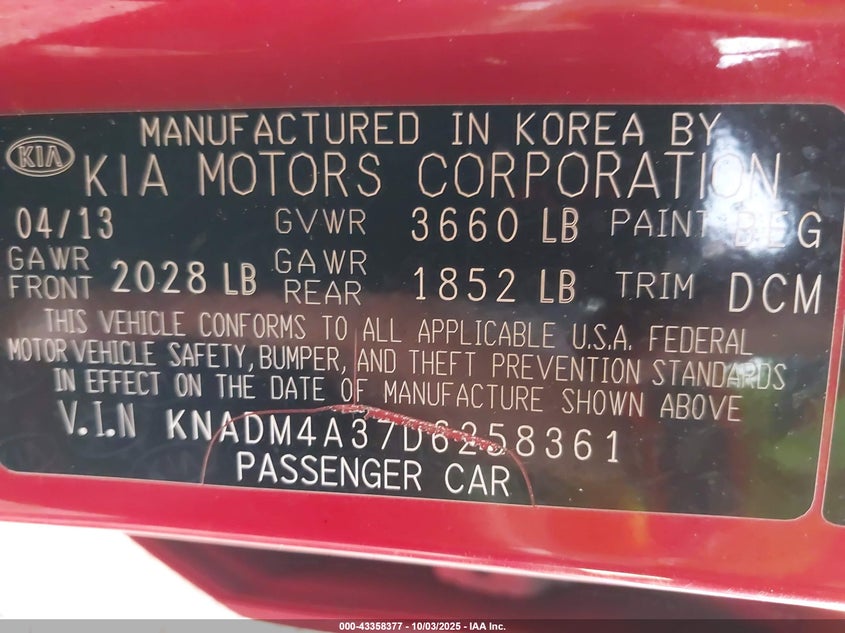 MANUFACTURED IN KOREA BY
KIA KIA MOTORS CORPORATION
04/13 GVWR 3660 LB PAINT BEG
GAWR FRONT 2028 LB GAWR REAR 1852 LB TRIM DCM
THIS VEHICLE CONFORMS TO ALL APPLICABLE U.S.A. FEDERAL
MOTOR VEHICLE SAFETY, BUMPER, AND THEFT PREVENTION STANDARDS
IN EFFECT ON THE DATE OF MANUFACTURE SHOWN ABOVE
V.I.N KNADM4A37D6258361
PASSENGER CAR
000-43358377 - 10/03/2025 - IAA Inc.